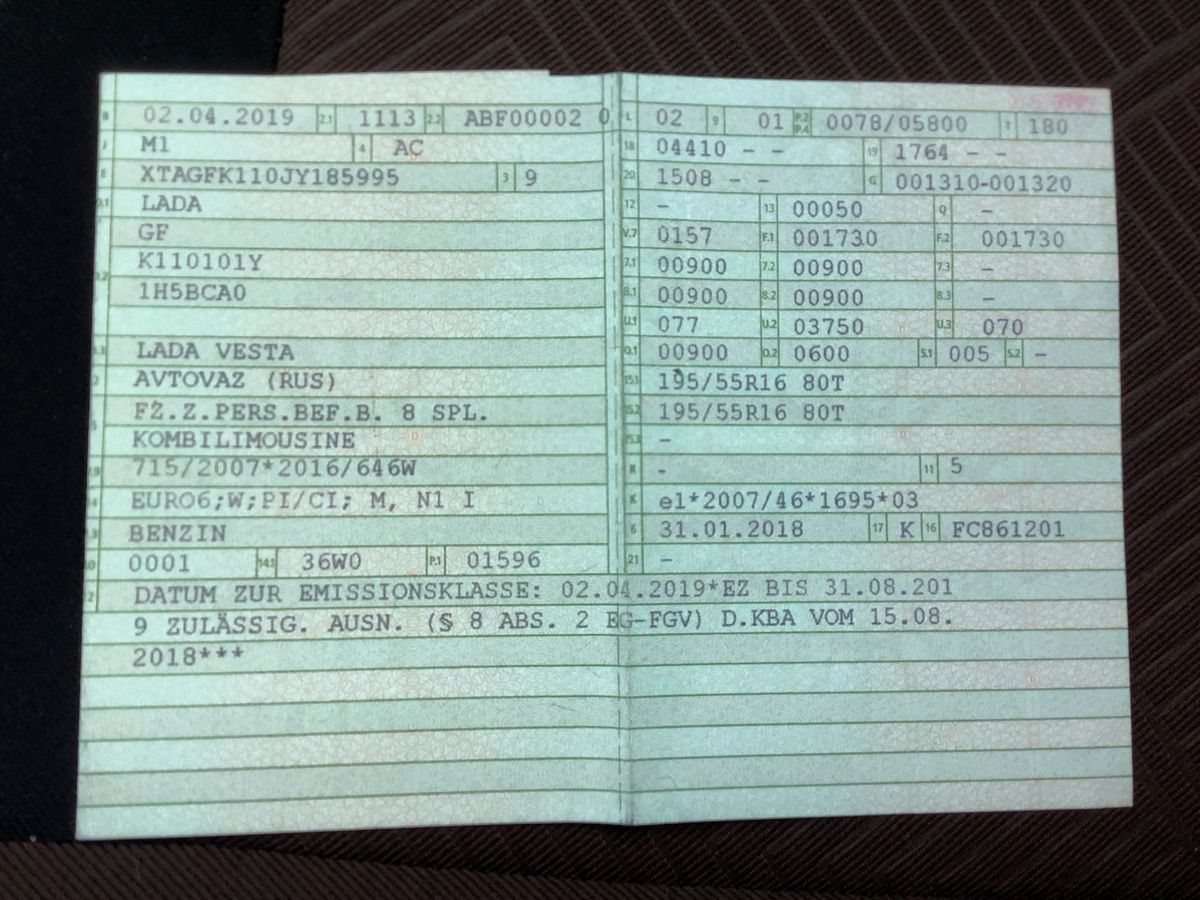 B 02.04.2019 2.1 1113 2.2 ABF00002 0
J M1 4 AC
E XTAGFK110JY185995 3 9
LADA
GF
K110101Y
1H5BCA0
LADA VESTA
2 AVTOVAZ (RUS)
5 FZ.Z.PERS.BEF.B. 8 SPL.
KOMBILIMOUSINE
715/2007*2016/646W
EURO6;W;PI/CI; M, N1 I
BENZIN
0001 14.1 36W0 P.1 01596
L 02 9 01 P.2 P.4 0078/05800 T 180
18 04410 - - 19 1764 - -
20 1508 - - G 001310-001320
12 - 13 00050 Q -
V.7 0157 F.1 001730 F.2 001730
7.1 00900 7.2 00900 7.3 -
8.1 00900 8.2 00900 8.3 -
U.1 077 U.2 03750 U.3 070
O.1 00900 O.2 0600 S.1 005 S.2 -
15.1 195/55R16 80T
15.2 195/55R16 80T
15.3 -
R - 11 5
K e1*2007/46*1695*03
6 31.01.2018 17 K 16 FC861201
21 -
DATUM ZUR EMISSIONSKLASSE: 02.04.2019*EZ BIS 31.08.201
9 ZULÄSSIG. AUSN. (§ 8 ABS. 2 EG-FGV) D.KBA VOM 15.08.
2018***